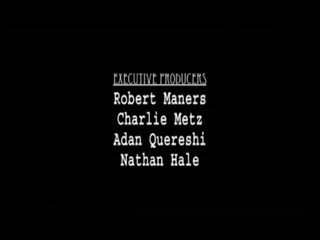 EXECUTIVE PRODUCERS
Robert Maners
Charlie Metz
Adan Quereshi
Nathan Hale